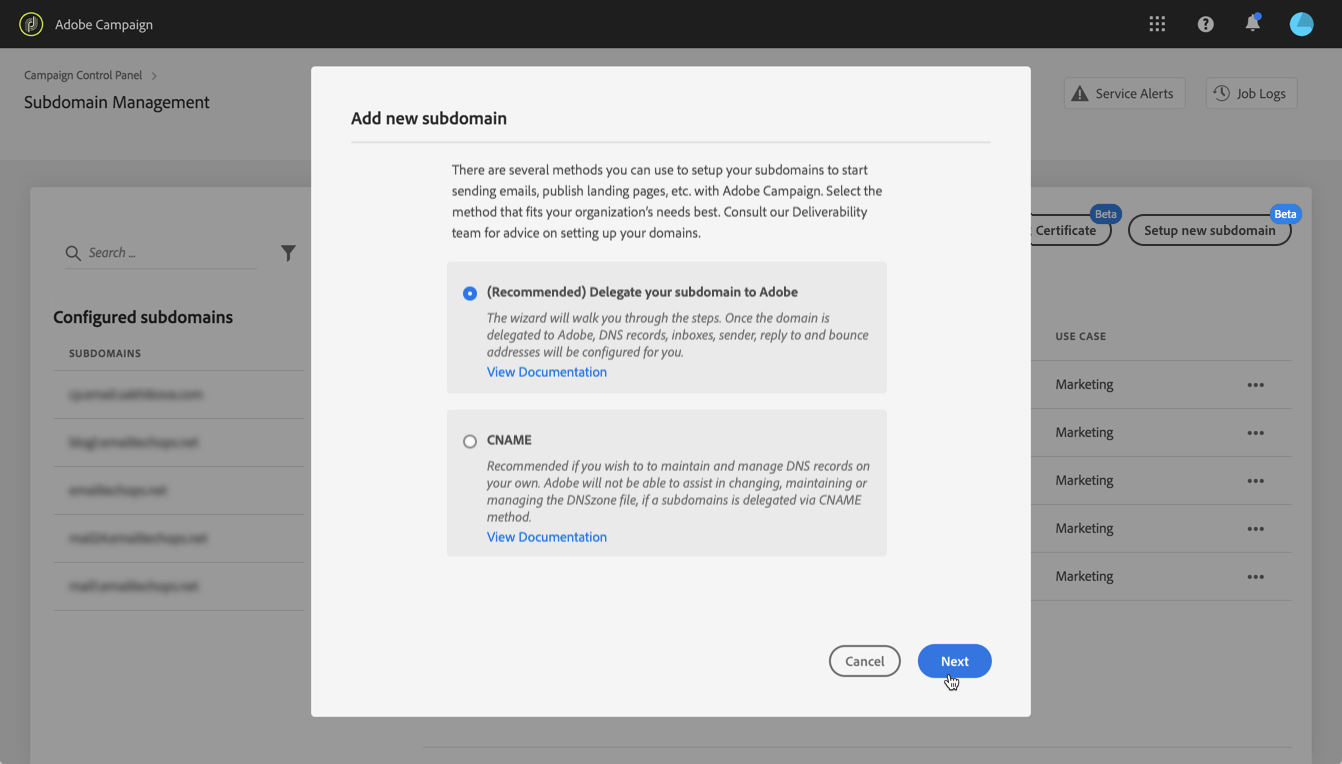 Adobe Campaign
Campaign Control Panel
Subdomain Management
Service Alerts
Job Logs
Add new subdomain
There are several methods you can use to setup your subdomains to start
sending emails, publish landing pages, etc. with Adobe Campaign. Select the
method that fits your organization's needs best. Consult our Deliverability
team for advice on setting up your domains.
(Recommended) Delegate your subdomain to Adobe
The wizard will walk you through the steps. Once the domain is
delegated to Adobe, DNS records, inboxes, sender, reply to and bounce
addresses will be configured for you.
View Documentation
CNAME
Recommended if you wish to to maintain and manage DNS records on
your own. Adobe will not be able to assist in changing, maintaining or
managing the DNSzone file, if a subdomains is delegated via CNAME
method.
View Documentation
Cancel
Next
Search ...
Configured subdomains
SUBDOMAINS
Beta
Certificate
Beta
Setup new subdomain
USE CASE
Marketing
Marketing
Marketing
Marketing
Marketing